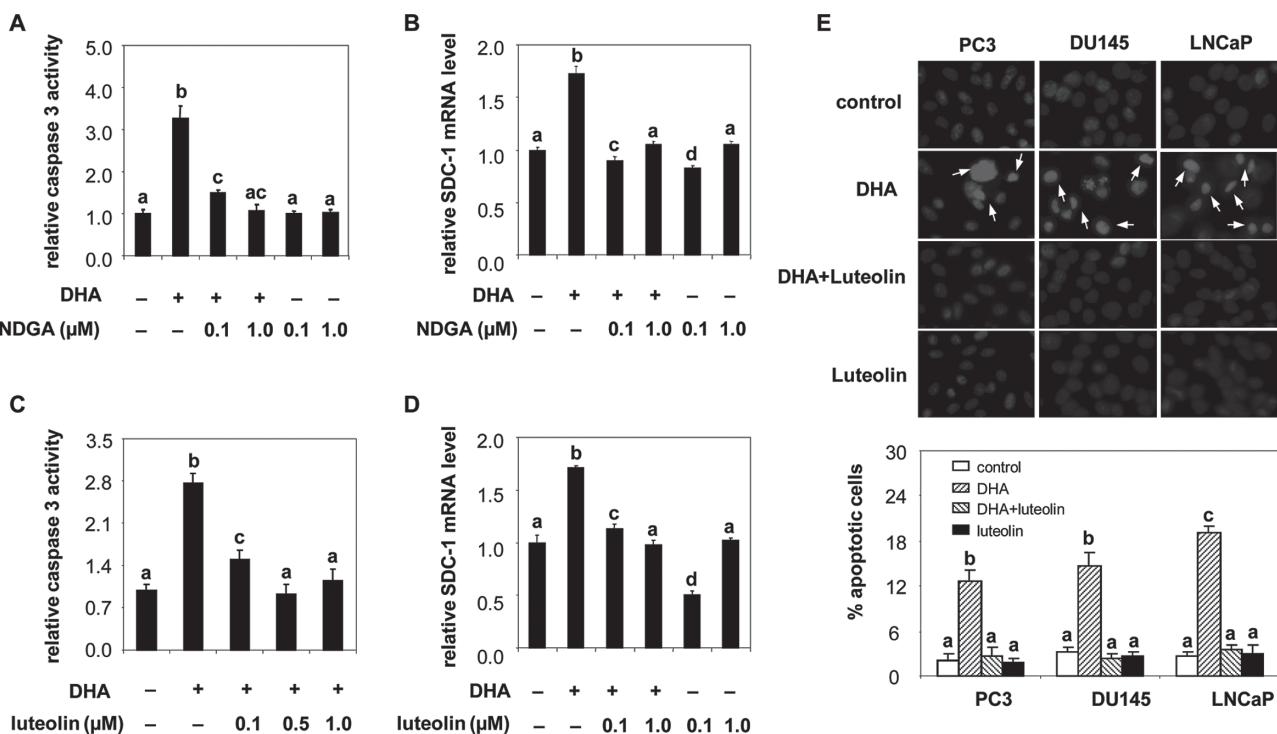 A
relative caspase 3 activity
5.0
4.0
3.0
2.0
1.0
0.0
a b c ac a a
DHA – + + + – –
NDGA (μM) – – 0.1 1.0 0.1 1.0
B
relative SDC-1 mRNA level
2.0
1.5
1.0
0.5
0.0
a b c a d a
DHA – + + + – –
NDGA (μM) – – 0.1 1.0 0.1 1.0
C
relative caspase 3 activity
3.5
2.8
2.1
1.4
0.7
0.0
a b c a a
DHA – + + + +
luteolin (μM) – – 0.1 0.5 1.0
D
relative SDC-1 mRNA level
2.0
1.5
1.0
0.5
0.0
a b c a d a
DHA – + + + – –
luteolin (μM) – – 0.1 1.0 0.1 1.0
E
PC3 DU145 LNCaP
control
DHA
DHA+Luteolin
Luteolin
% apoptotic cells
30
24
18
12
6
0
control
DHA
DHA+luteolin
luteolin
a b a a a b a a a c a a
PC3 DU145 LNCaP